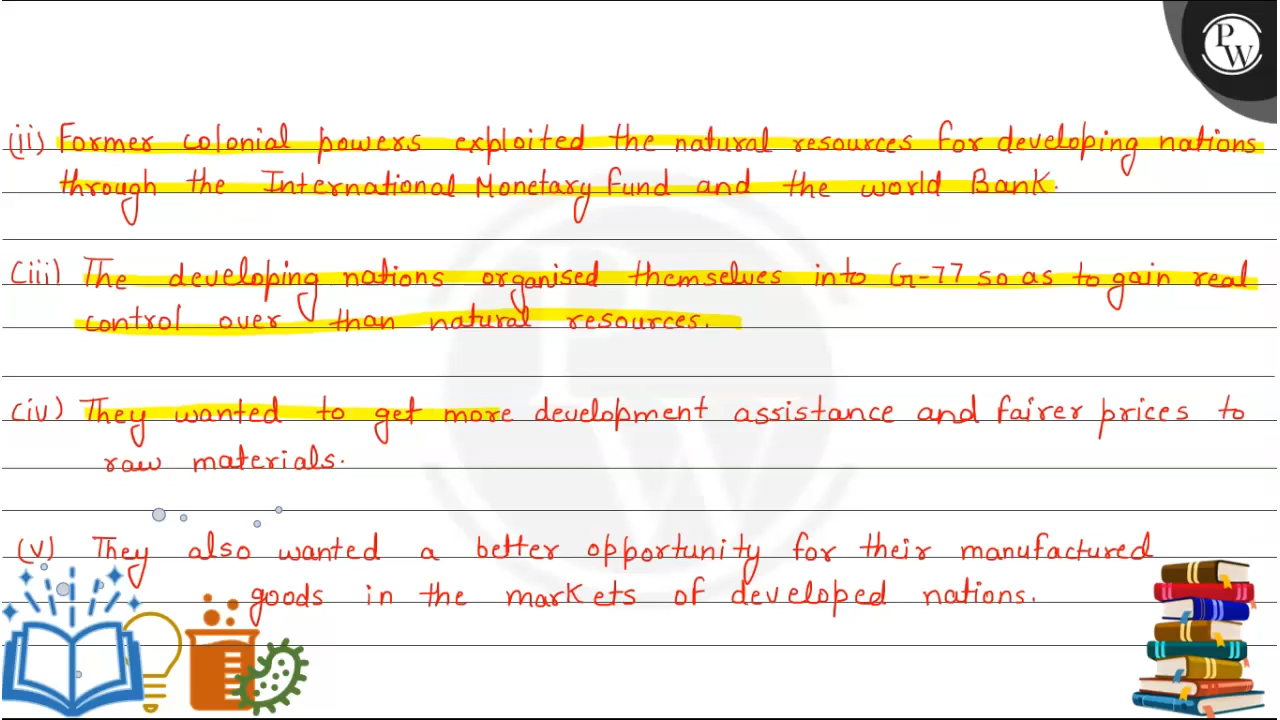 PW
(ii) Former colonial powers exploited the natural resources for developing nations
through the International Monetary Fund and the world Bank.
(iii) The developing nations organised themselves into G-77 so as to gain real
control over than natural resources.
(iv) They wanted to get more development assistance and fairer prices to
raw materials.
(v) They also wanted a better opportunity for their manufactured
goods in the markets of developed nations.